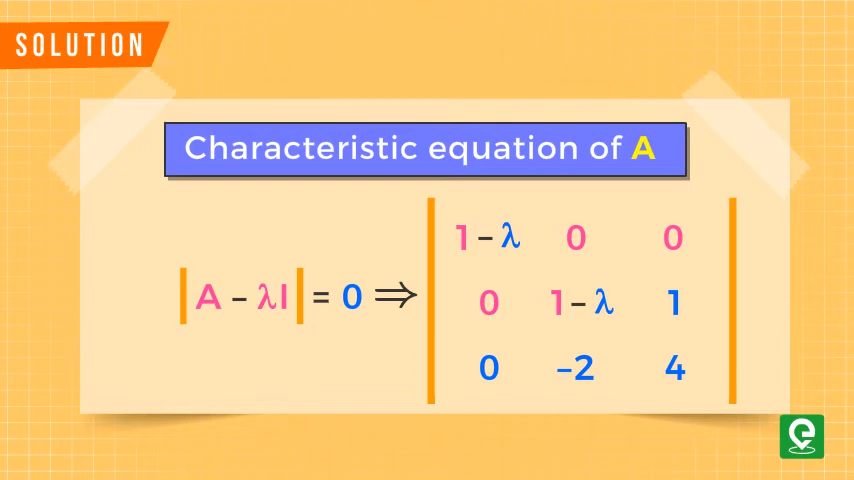 SOLUTION
Characteristic equation of A
|A – λI| = 0 ⇒
1 – λ 0 0
0 1 – λ 1
0 –2 4